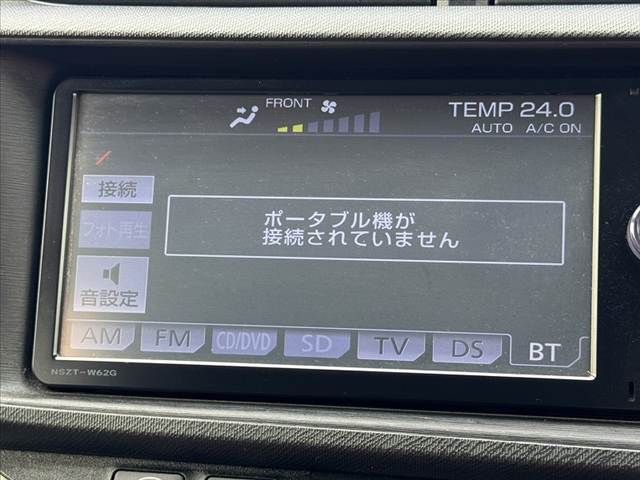 FRONT
TEMP 24.0
AUTO A/C ON
接続
フォト再生
音設定
ポータブル機が
接続されていません
AM FM CD/DVD SD TV DS BT
NSZT-W62G